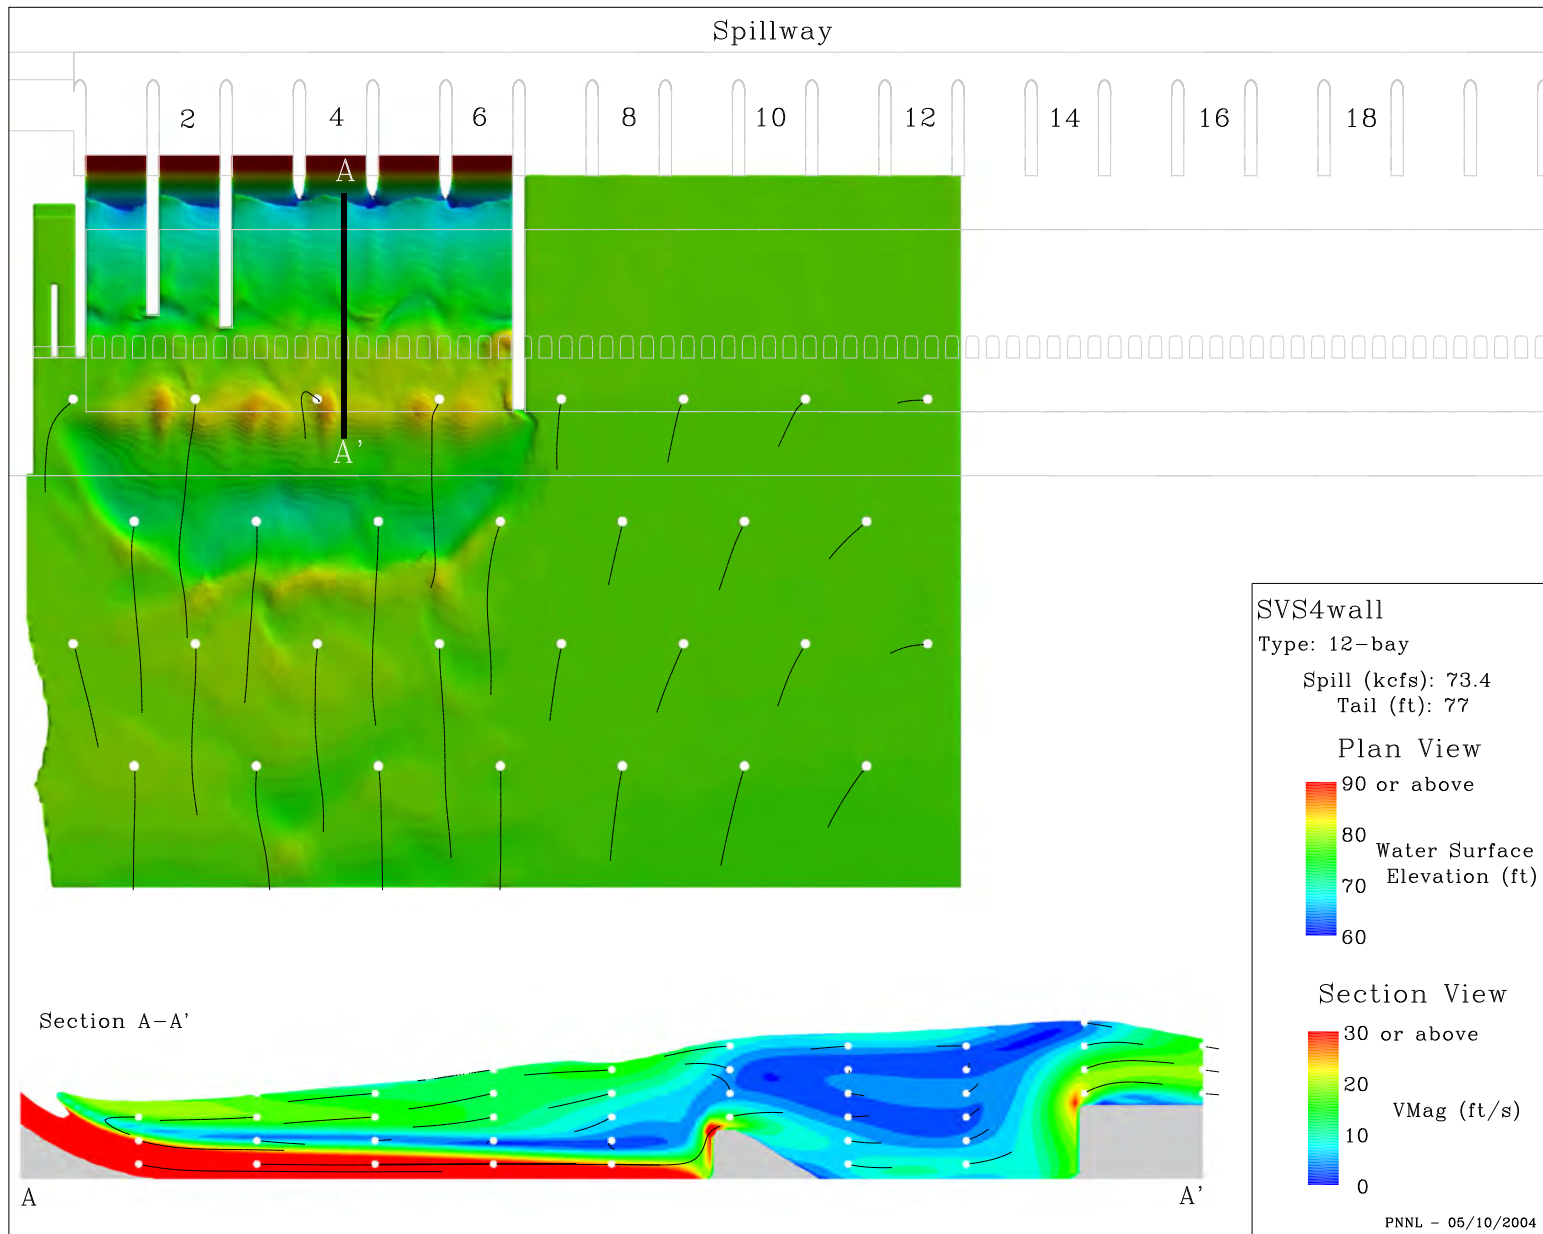 Spillway
2 4 6 8 10 12 14 16 18
A
A'
SVS4wall
Type: 12-bay
Spill (kcfs): 73.4
Tail (ft): 77
Plan View
90 or above
80
Water Surface
Elevation (ft)
70
60
Section A-A'
Section View
30 or above
20
VMag (ft/s)
10
0
A
A'
PNNL - 05/10/2004